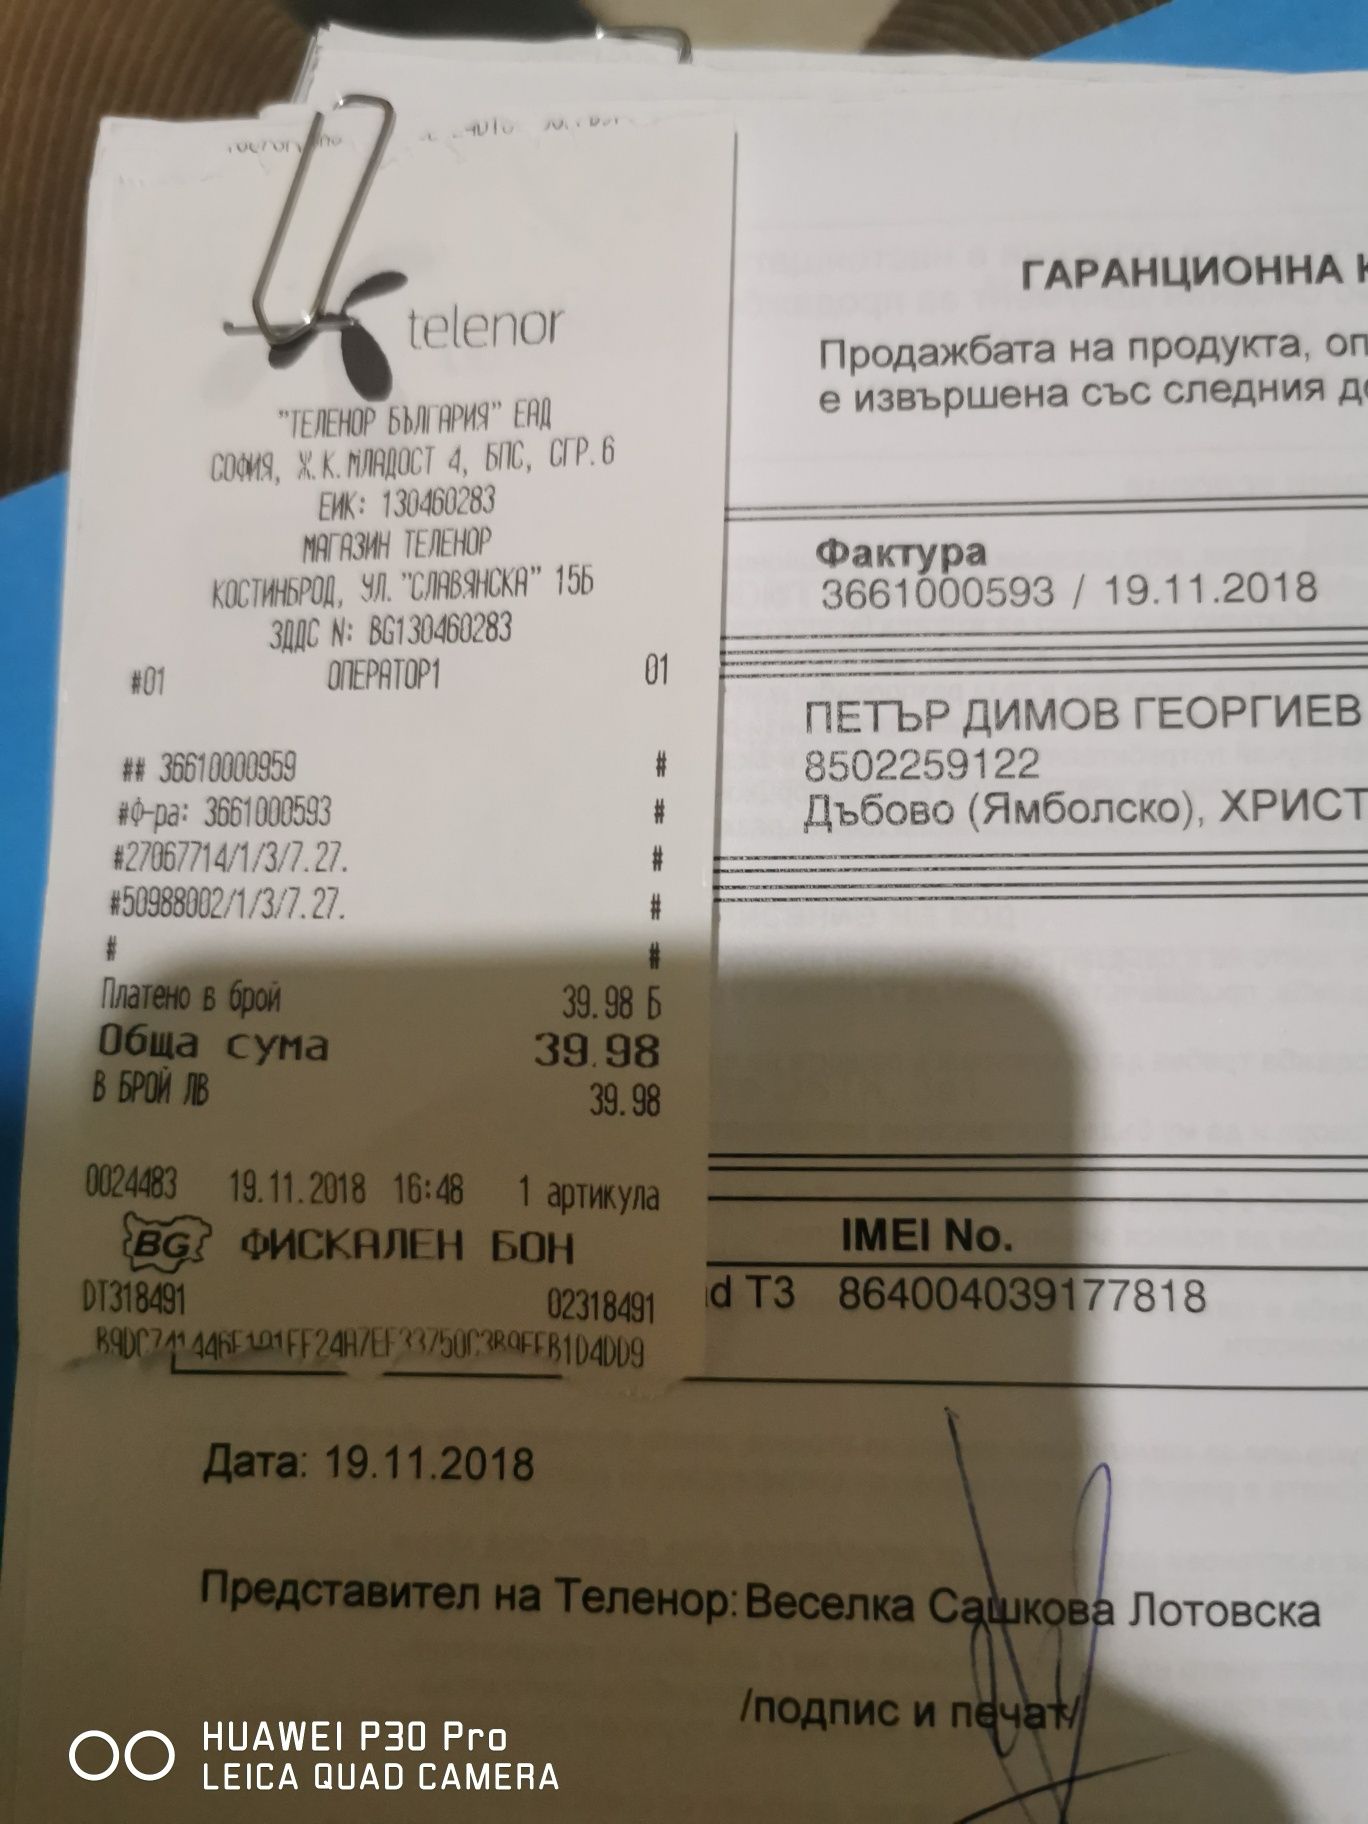 telenor
"ТЕЛЕНОР БЪЛГАРИЯ" ЕАД
СОФИЯ, Ж.К.МЛАДОСТ 4, БПС, СГР.6
ЕИК: 130460283
МАГАЗИН ТЕЛЕНОР
КОСТИНБРОД, УЛ. "СЛАВЯНСКА" 15Б
ЗДДС N: BG130460283
#01 ОПЕРАТОР1 01
## 36610000959 #
#Ф-ра: 3661000593 #
#27067714/1/3/7.27. #
#50988002/1/3/7.27. #
# #
Платено в брой 39.98 Б
Обща сума 39.98
В БРОЙ ЛВ 39.98
0024483 19.11.2018 16:48 1 артикула
BG ФИСКАЛЕН БОН
DT318491 02318491
ГАРАНЦИОННА К
Продажбата на продукта, оп
е извършена със следния до
Фактура
3661000593 / 19.11.2018
ПЕТЪР ДИМОВ ГЕОРГИЕВ
8502259122
Дъбово (Ямболско), ХРИСТ
IMEI No.
d T3 864004039177818
Дата: 19.11.2018
Представител на Теленор: Веселка Сашкова Лотовска
/подпис и печат/
HUAWEI P30 Pro
LEICA QUAD CAMERA